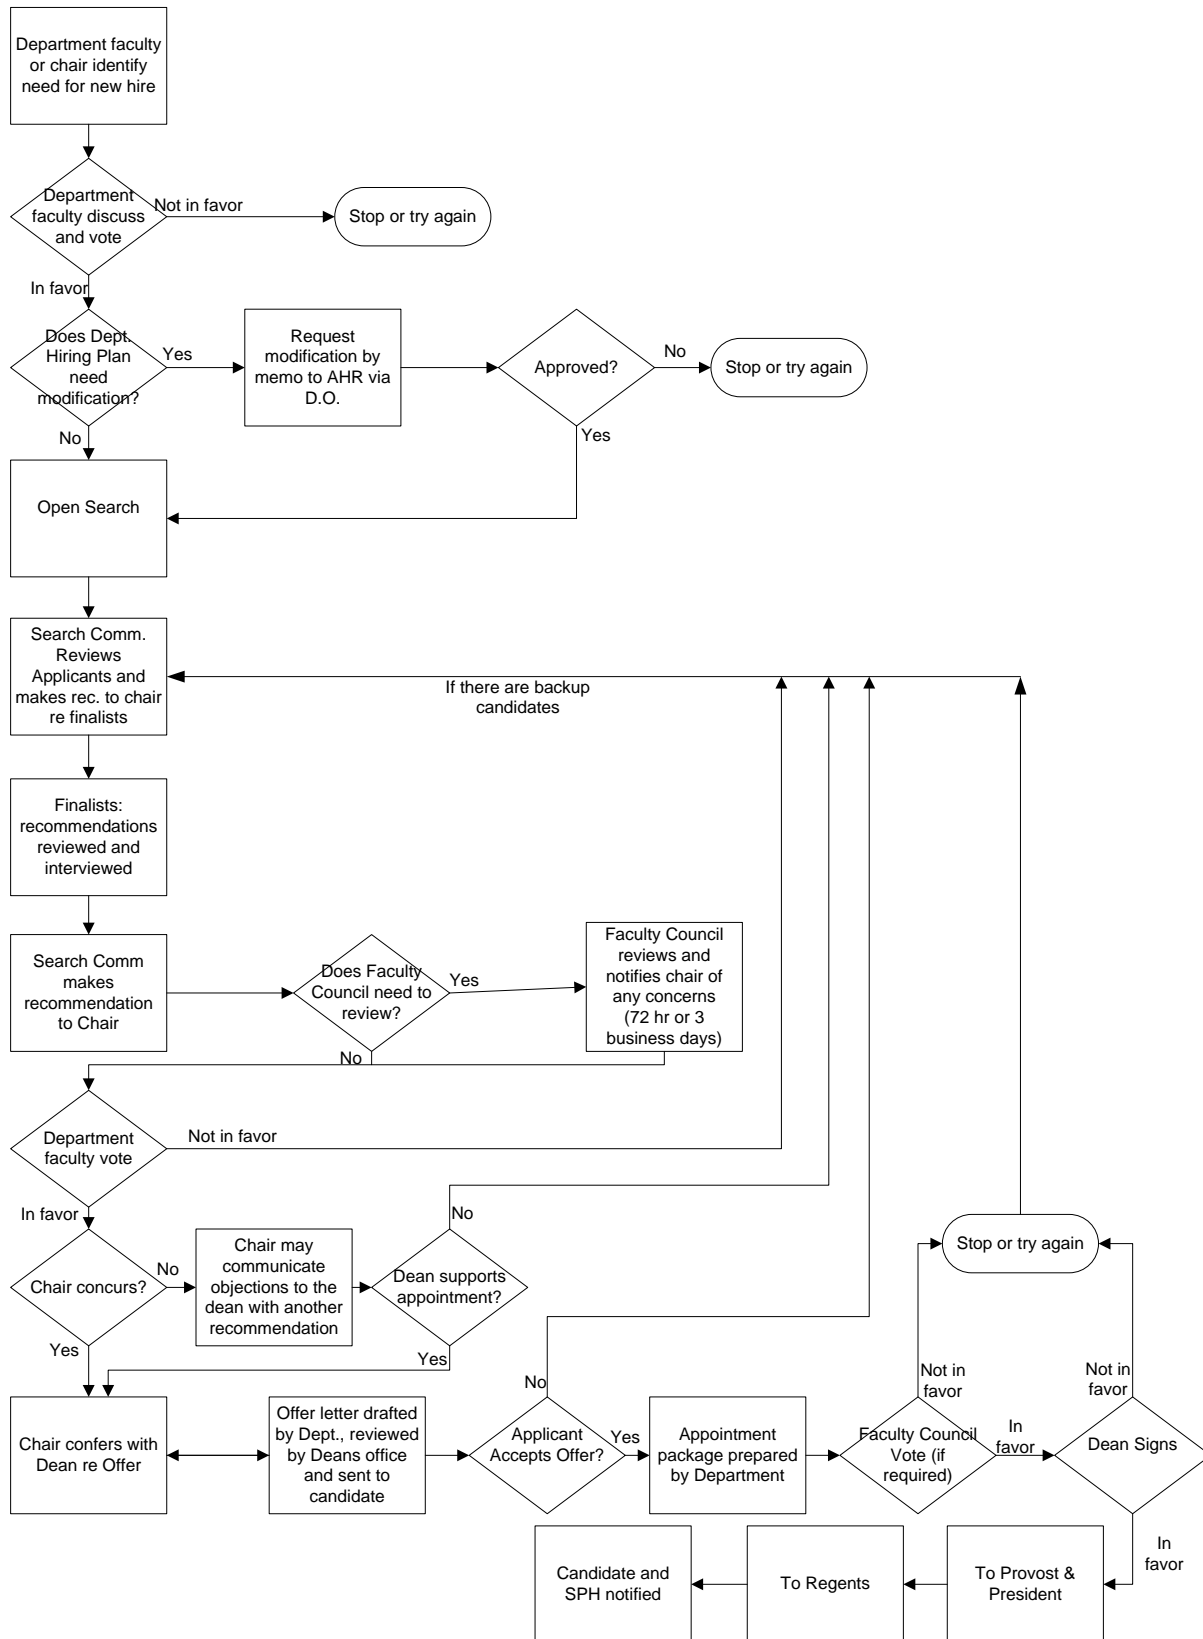 Department faculty
or chair identify
need for new hire
Department
faculty discuss
and vote
Not in favor
Stop or try again
In favor
Does Dept.
Hiring Plan
need
modification?
Yes
Request
modification by
memo to AHR via
D.O.
Approved?
No
Stop or try again
No
Yes
Open Search
Search Comm.
Reviews
Applicants and
makes rec. to chair
re finalists
If there are backup
candidates
Finalists:
recommendations
reviewed and
interviewed
Search Comm
makes
recommendation
to Chair
Does Faculty
Council need to
review?
Yes
Faculty Council
reviews and
notifies chair of
any concerns
(72 hr or 3
business days)
No
Department
faculty vote
Not in favor
In favor
Chair concurs?
No
Chair may
communicate
objections to the
dean with another
recommendation
Dean supports
appointment?
No
Stop or try again
Yes
Yes
Chair confers with
Dean re Offer
Offer letter drafted
by Dept., reviewed
by Deans office
and sent to
candidate
Applicant
Accepts Offer?
No
Yes
Appointment
package prepared
by Department
Faculty Council
Vote (if
required)
Not in
favor
In
favor
Dean Signs
Not in
favor
In
favor
To Provost &
President
To Regents
Candidate and
SPH notified